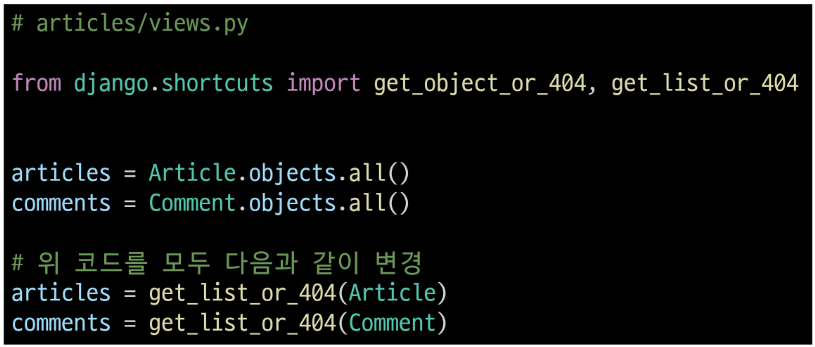 # articles/views.py
from django.shortcuts import get_object_or_404, get_list_or_404
articles = Article.objects.all()
comments = Comment.objects.all()
# 위 코드를 모두 다음과 같이 변경
articles = get_list_or_404(Article)
comments = get_list_or_404(Comment)